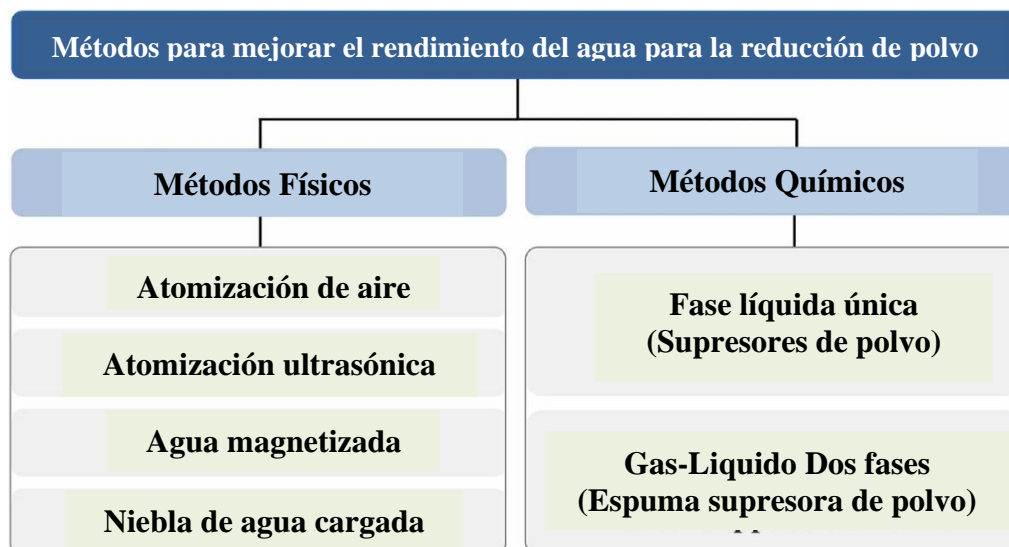 Métodos para mejorar el rendimiento del agua para la reducción de polvo
Métodos Físicos
Atomización de aire
Atomización ultrasónica
Agua magnetizada
Niebla de agua cargada
Métodos Químicos
Fase líquida única
(Supresores de polvo)
Gas-Liquido Dos fases
(Espuma supresora de polvo)